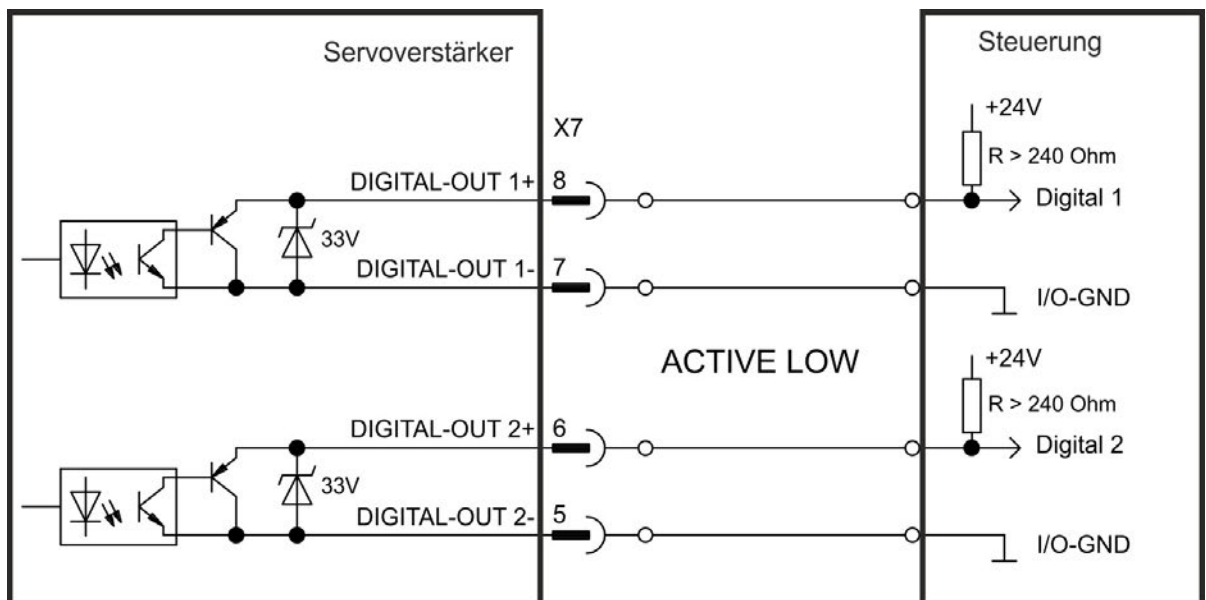 Servoverstärker
Steuerung
X7
+24V
R > 240 Ohm
DIGITAL-OUT 1+
8
Digital 1
33V
DIGITAL-OUT 1-
7
I/O-GND
ACTIVE LOW
+24V
R > 240 Ohm
DIGITAL-OUT 2+
6
Digital 2
33V
DIGITAL-OUT 2-
5
I/O-GND